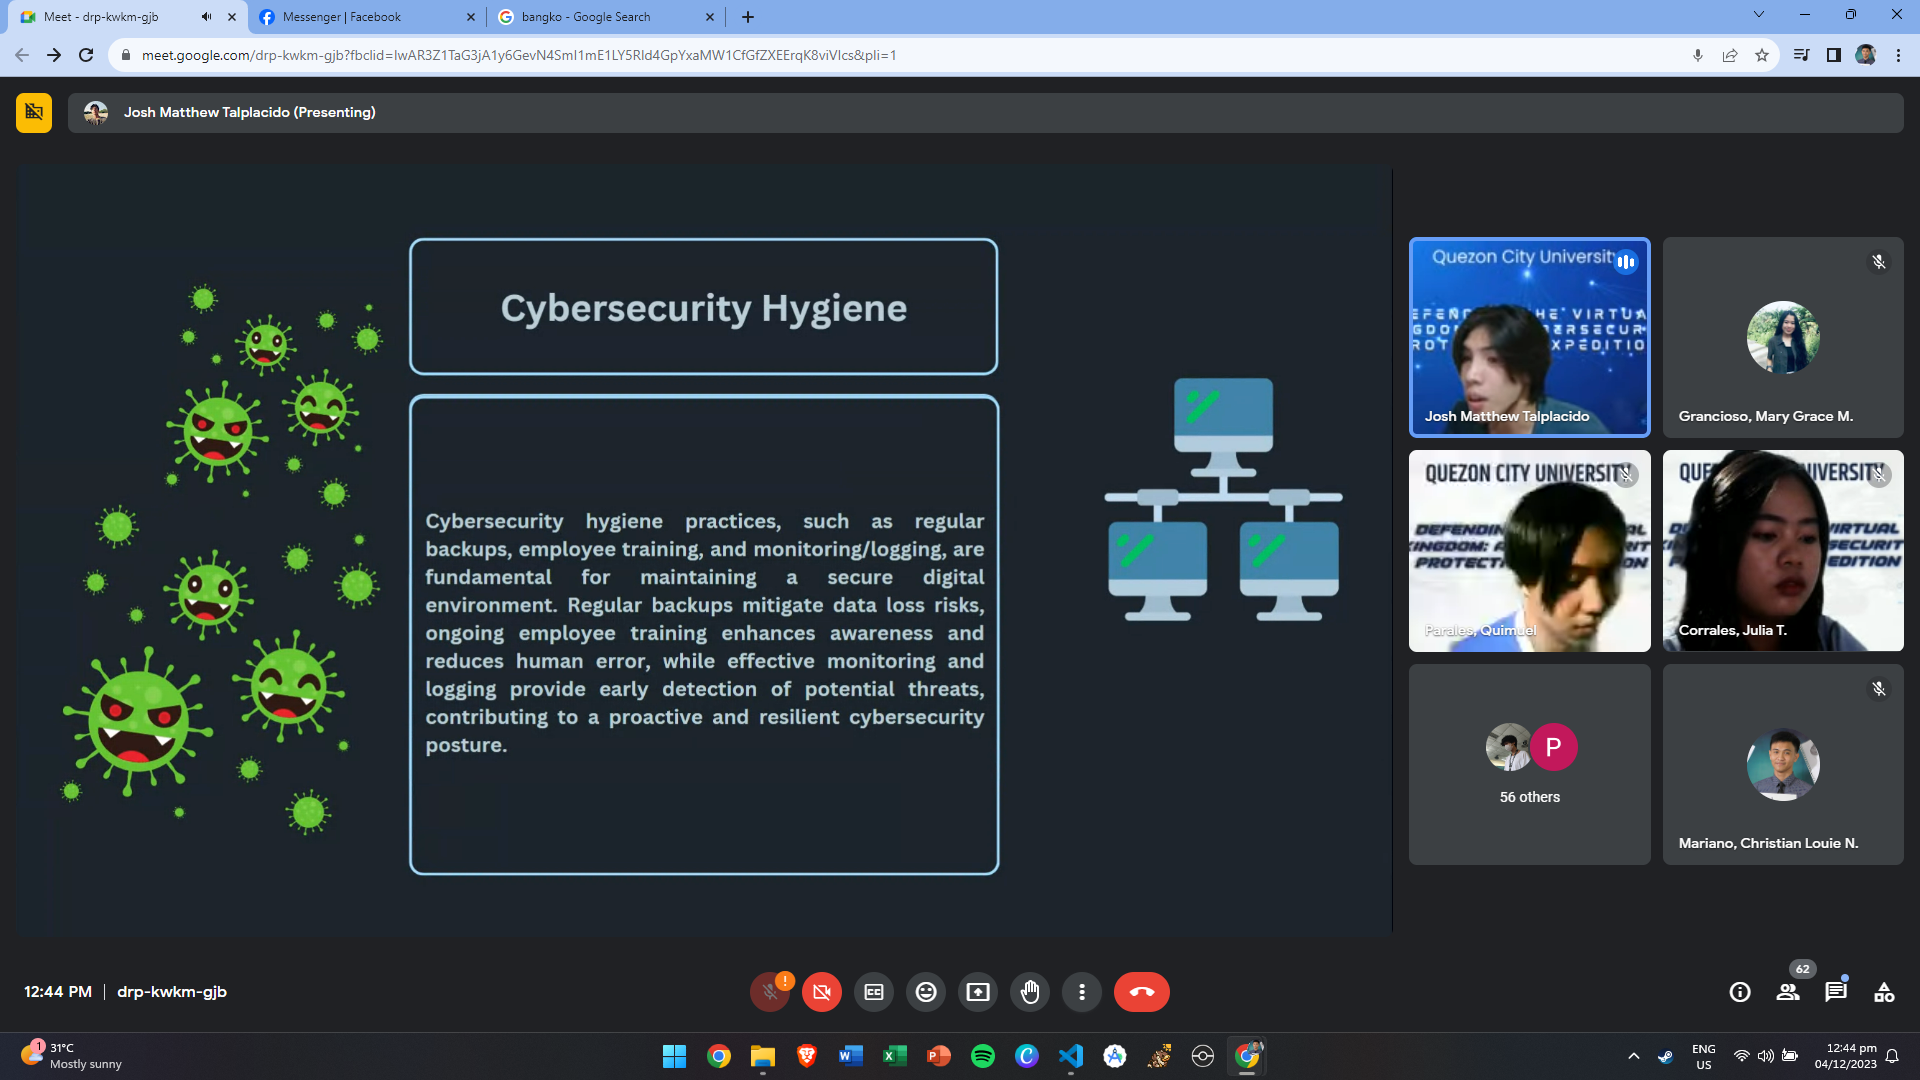 Meet - drp-kwkm-gjb
Messenger | Facebook
bangko - Google Search
meet.google.com/drp-kwkm-gjb?fbclid=IwAR3Z1TaG3jA1y6GevN4SmI1mE1LY5Rld4GpYxaMW1CfGfZXEErqK8viVIcs&pli=1
Josh Matthew Talplacido (Presenting)
Cybersecurity Hygiene
Cybersecurity hygiene practices, such as regular
backups, employee training, and monitoring/logging, are
fundamental for maintaining a secure digital
environment. Regular backups mitigate data loss risks,
ongoing employee training enhances awareness and
reduces human error, while effective monitoring and
logging provide early detection of potential threats,
contributing to a proactive and resilient cybersecurity
posture.
Quezon City University
Josh Matthew Talplacido
Grancioso, Mary Grace M.
QUEZON CITY UNIVERSITY
Parales, Quimuel
Corrales, Julia T.
P
56 others
Mariano, Christian Louie N.
12:44 PM | drp-kwkm-gjb
62
1
31°C
Mostly sunny
ENG
US
12:44 pm
04/12/2023